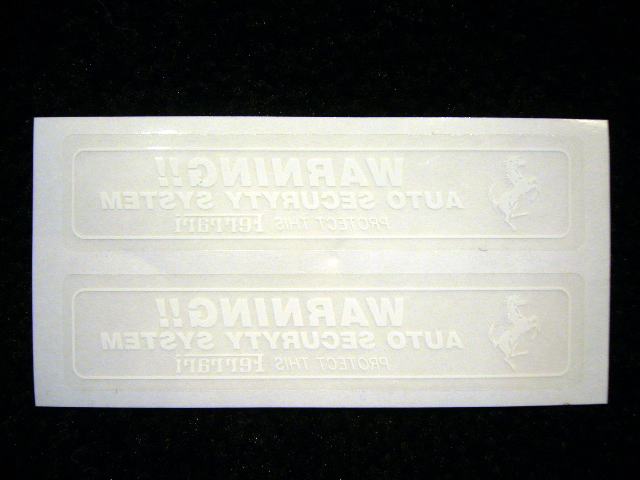 WARNING!!
AUTO SECURYTY SYSTEM
PROTECT THIS Ferrari
WARNING!!
AUTO SECURYTY SYSTEM
PROTECT THIS Ferrari